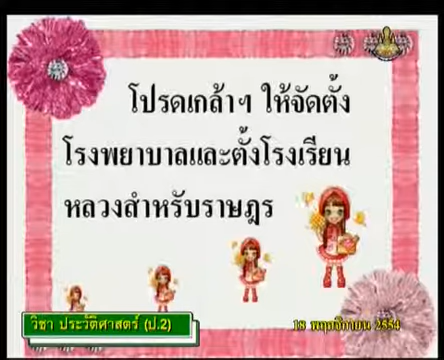 โปรดเกล้าฯ ให้จัดตั้ง
โรงพยาบาลและตั้งโรงเรียน
หลวงสำหรับราษฎร
วิชา ประวัติศาสตร์ (ป.2)
18 พฤศจิกายน 2554